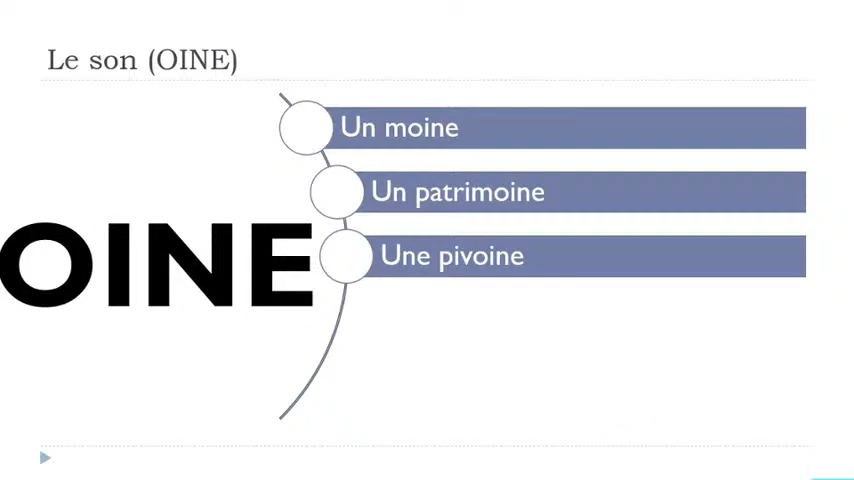 Le son (OINE)
Un moine
Un patrimoine
OINE
Une pivoine